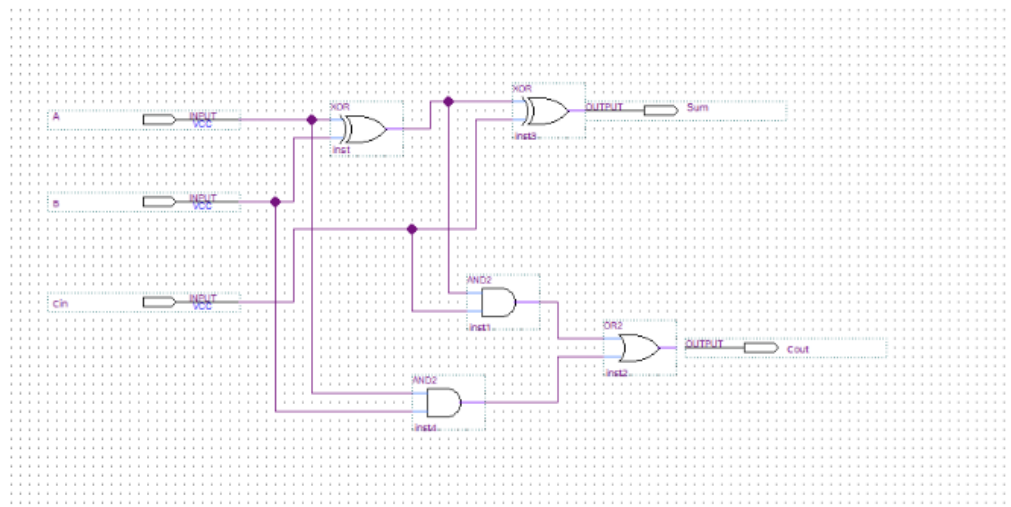 XOR
OUTPUT
Sum
XOR
A
INPUT
VCC
inst3
inst
B
INPUT
VCC
AND2
Cin
INPUT
VCC
inst1
OR2
OUTPUT
Cout
inst2
AND2
inst4